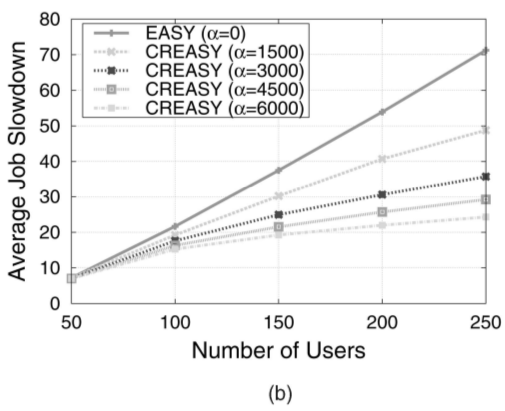 80
70
60
50
40
30
20
10
0
Average Job Slowdown
EASY (α=0)
CREASY (α=1500)
CREASY (α=3000)
CREASY (α=4500)
CREASY (α=6000)
50 100 150 200 250
Number of Users
(b)